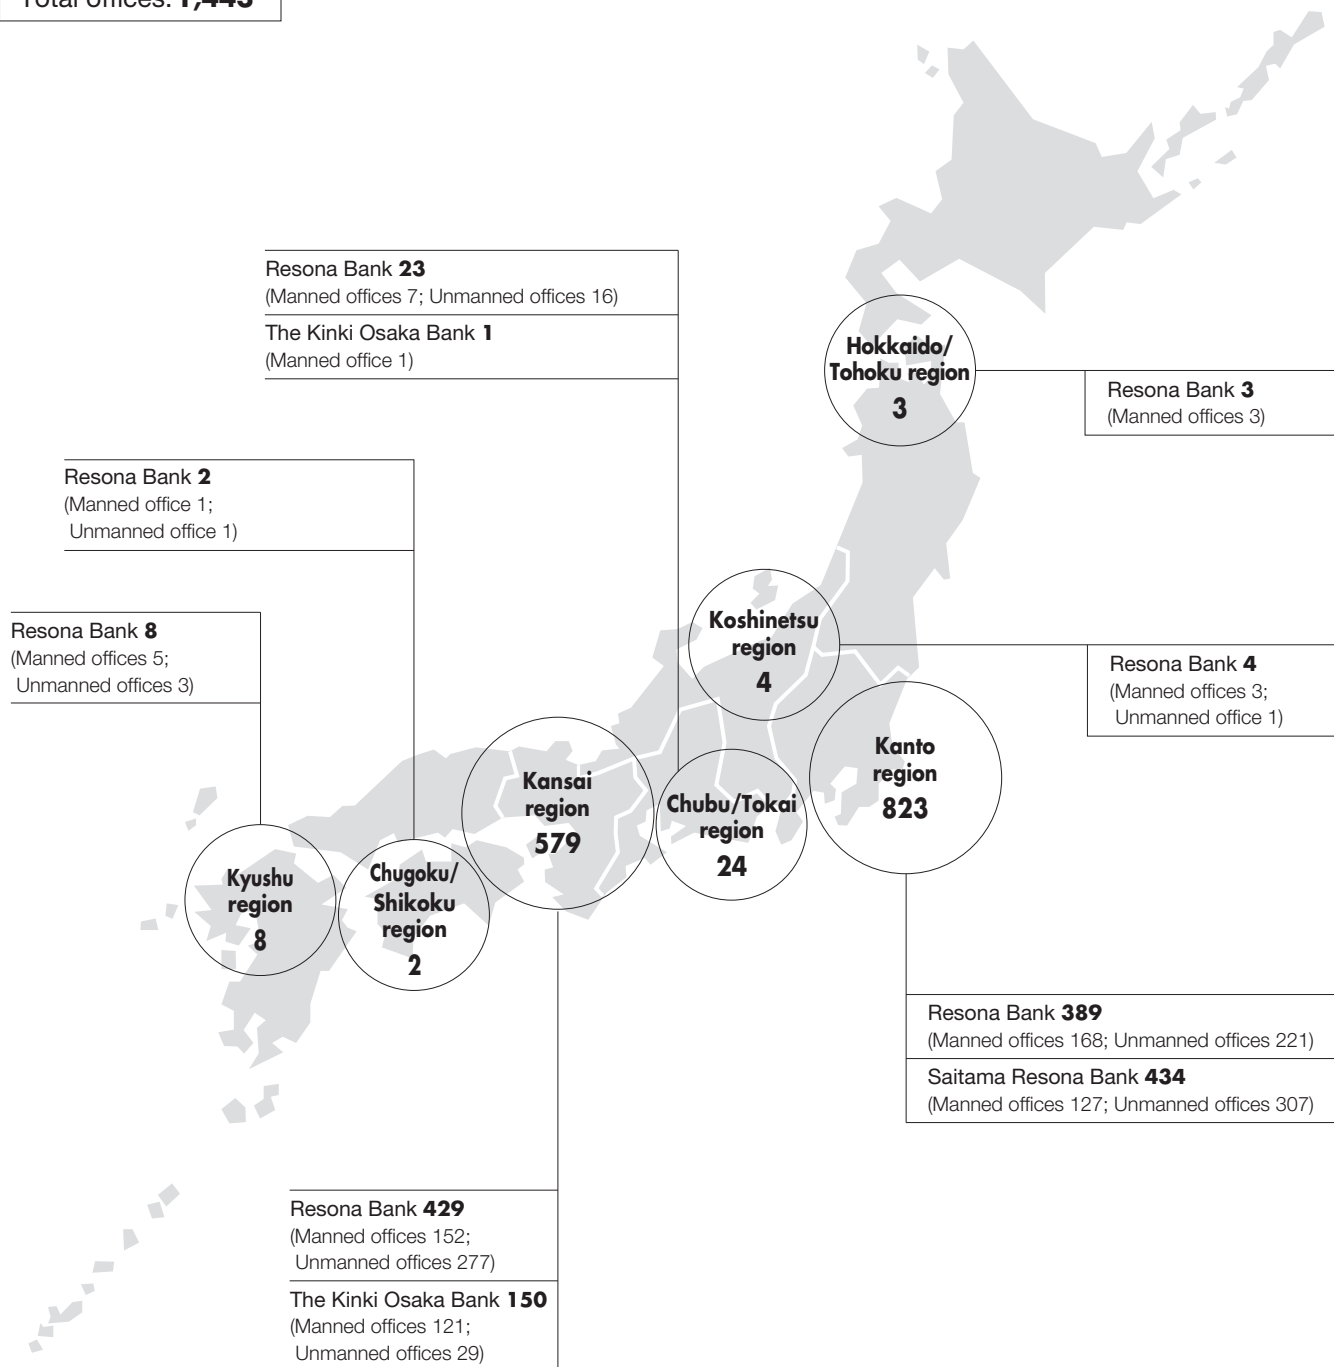 Total offices: 1,443
Resona Bank 23
(Manned offices 7; Unmanned offices 16)
The Kinki Osaka Bank 1
(Manned office 1)
Hokkaido/
Tohoku region
3
Resona Bank 3
(Manned offices 3)
Resona Bank 2
(Manned office 1;
Unmanned office 1)
Resona Bank 8
(Manned offices 5;
Unmanned offices 3)
Koshinetsu
region
4
Resona Bank 4
(Manned offices 3;
Unmanned office 1)
Kanto
region
823
Kansai
region
579
Chubu/Tokai
region
24
Kyushu
region
8
Chugoku/
Shikoku
region
2
Resona Bank 389
(Manned offices 168; Unmanned offices 221)
Saitama Resona Bank 434
(Manned offices 127; Unmanned offices 307)
Resona Bank 429
(Manned offices 152;
Unmanned offices 277)
The Kinki Osaka Bank 150
(Manned offices 121;
Unmanned offices 29)